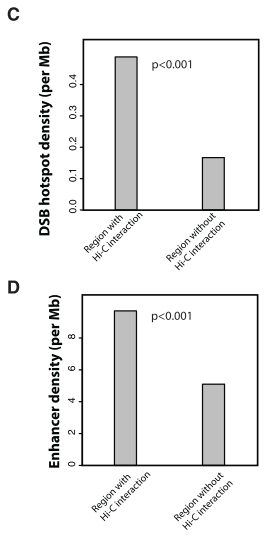 C
DSB hotspot density (per Mb)
0.4
0.3
0.2
0.1
0.0
p<0.001
Region with
Hi-C interaction
Region without
Hi-C interaction
D
Enhancer density (per Mb)
8
6
4
2
0
p<0.001
Region with
Hi-C interaction
Region without
Hi-C interaction